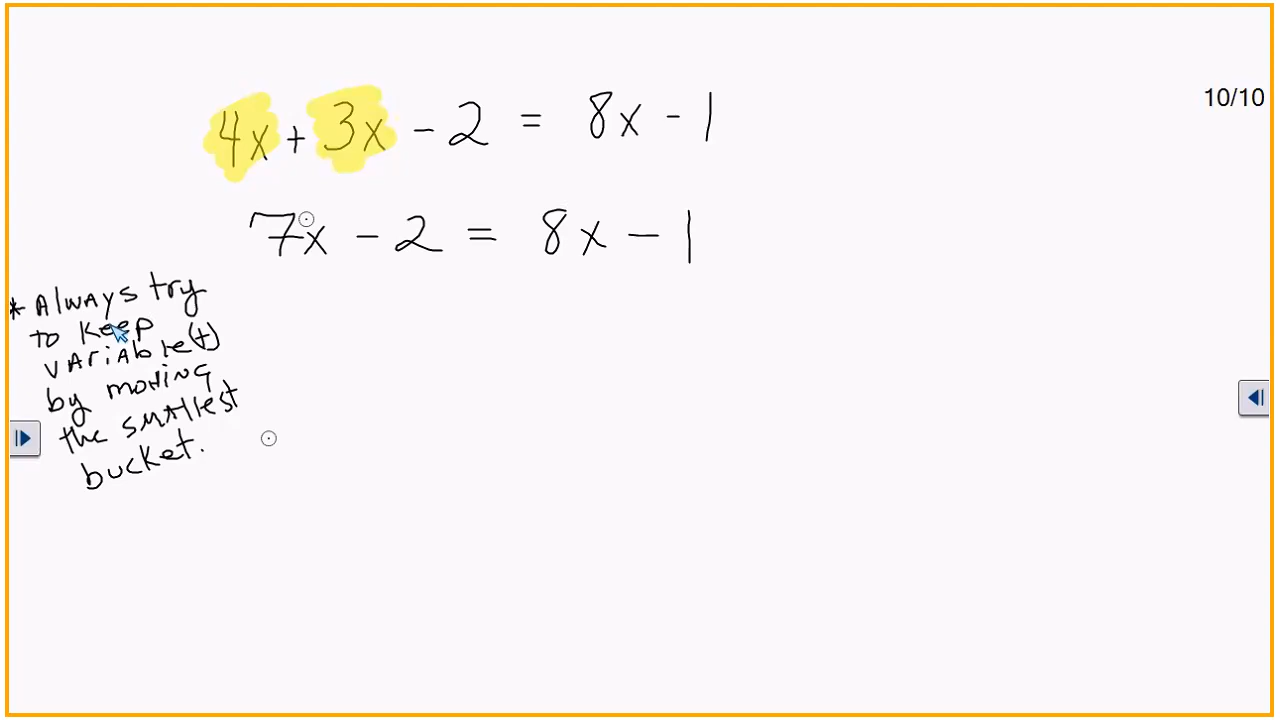 10/10
4x + 3x - 2 = 8x - 1
7x - 2 = 8x - 1
* Always try
to keep
variable(+)
by moving
the smallest
bucket.